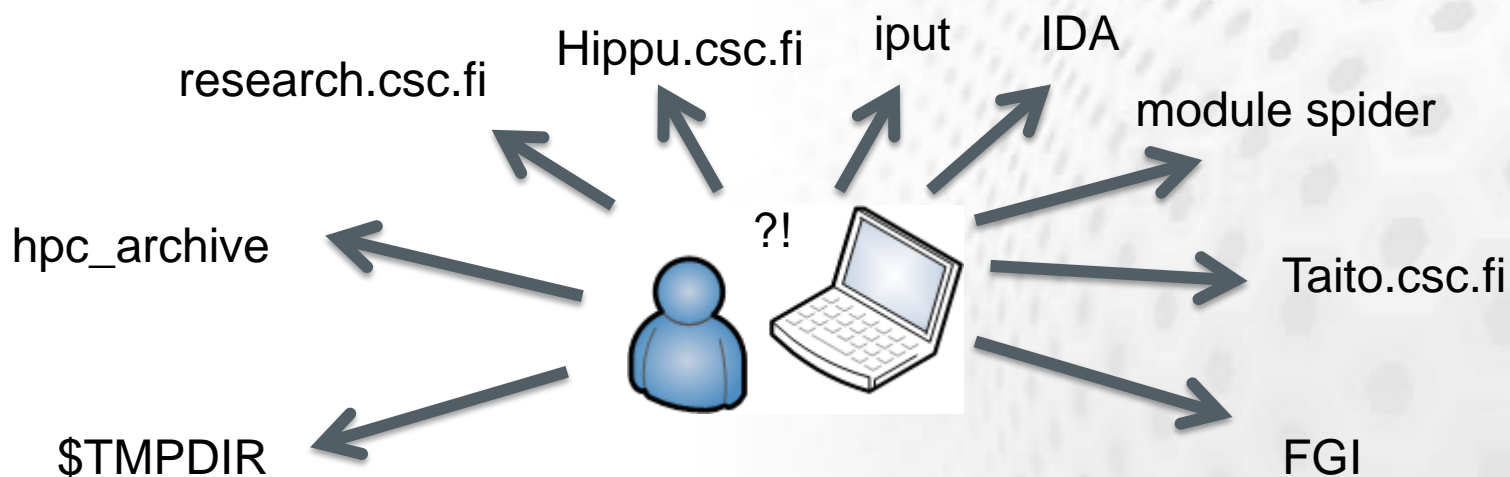 Hippu.csc.fi
iput
IDA
research.csc.fi
module spider
?!
hpc_archive
Taito.csc.fi
$TMPDIR
FGI